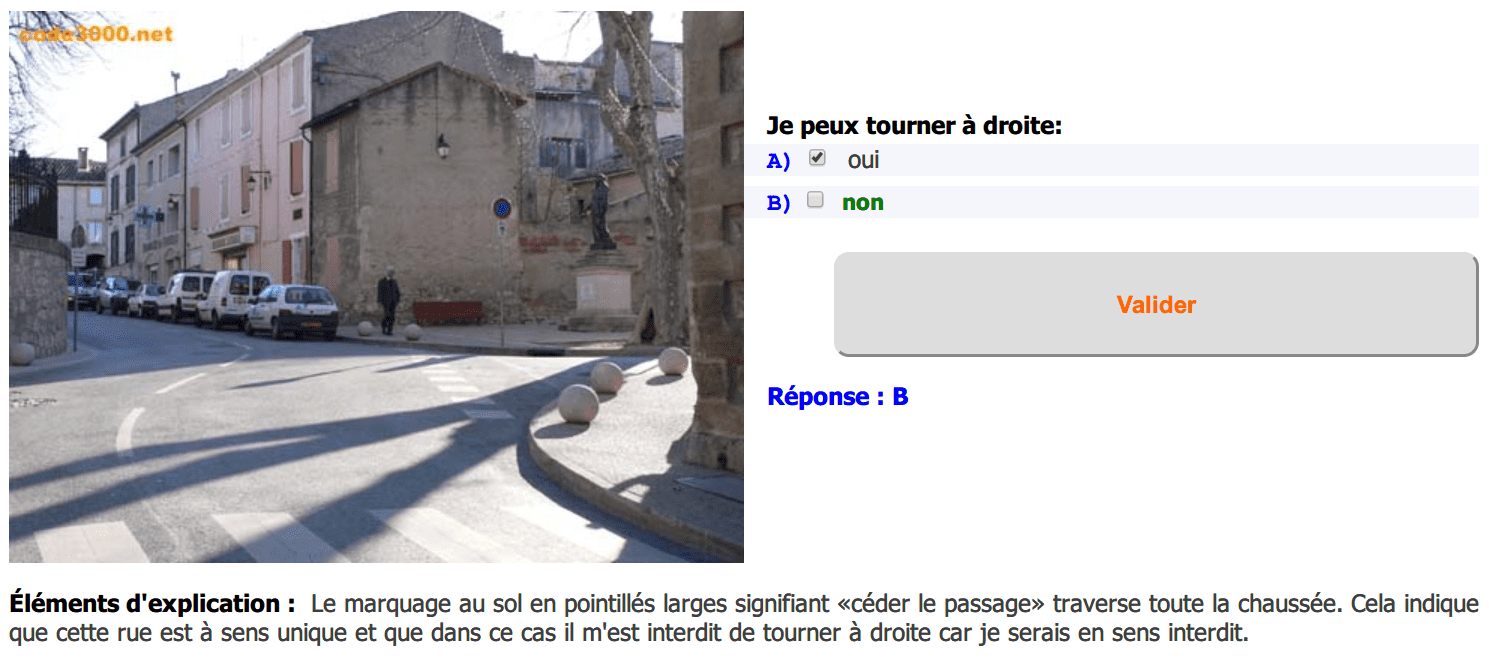 code3000.net
Je peux tourner à droite:
A) oui
B) non
Valider
Réponse : B
Éléments d'explication : Le marquage au sol en pointillés larges signifiant «céder le passage» traverse toute la chaussée. Cela indique
que cette rue est à sens unique et que dans ce cas il m'est interdit de tourner à droite car je serais en sens interdit.